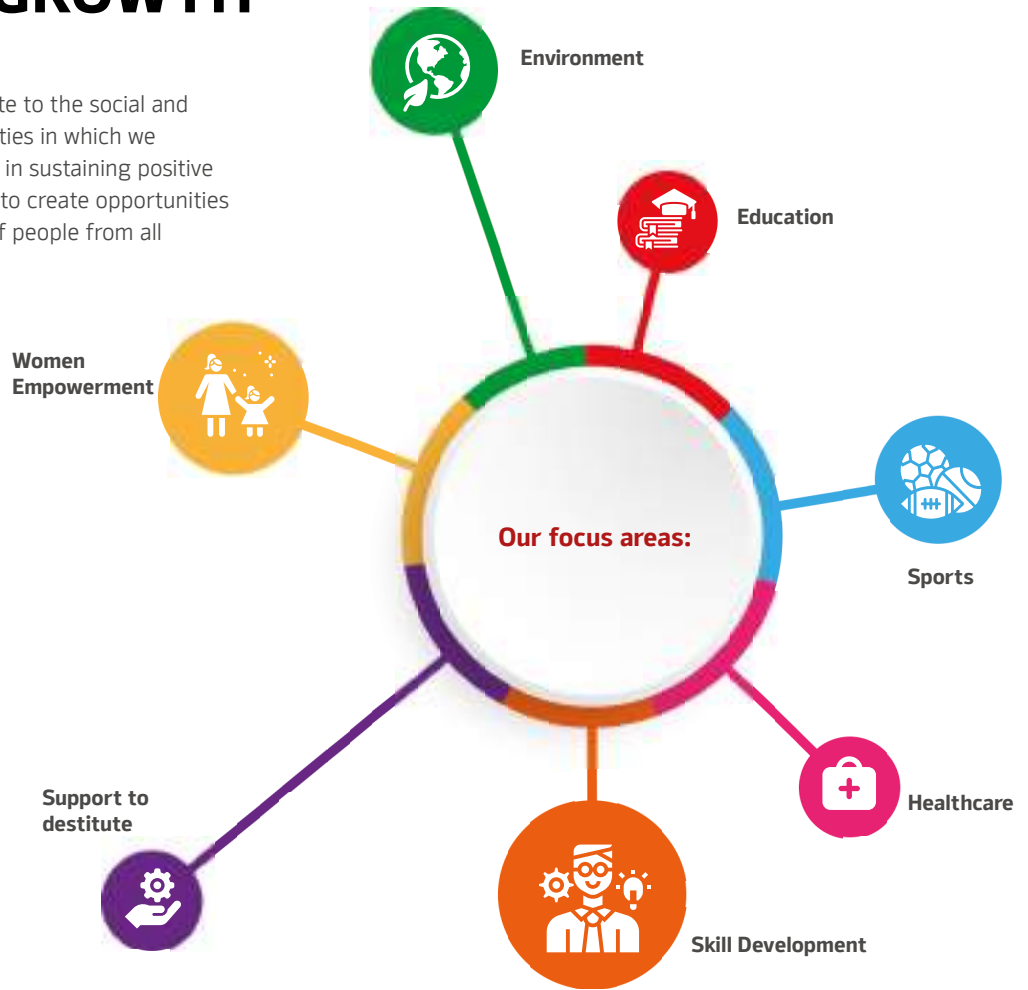 GROWTH
te to the social and
ties in which we
in sustaining positive
to create opportunities
f people from all
Environment
Education
Women
Empowerment
Our focus areas:
Sports
Support to
destitute
Healthcare
Skill Development